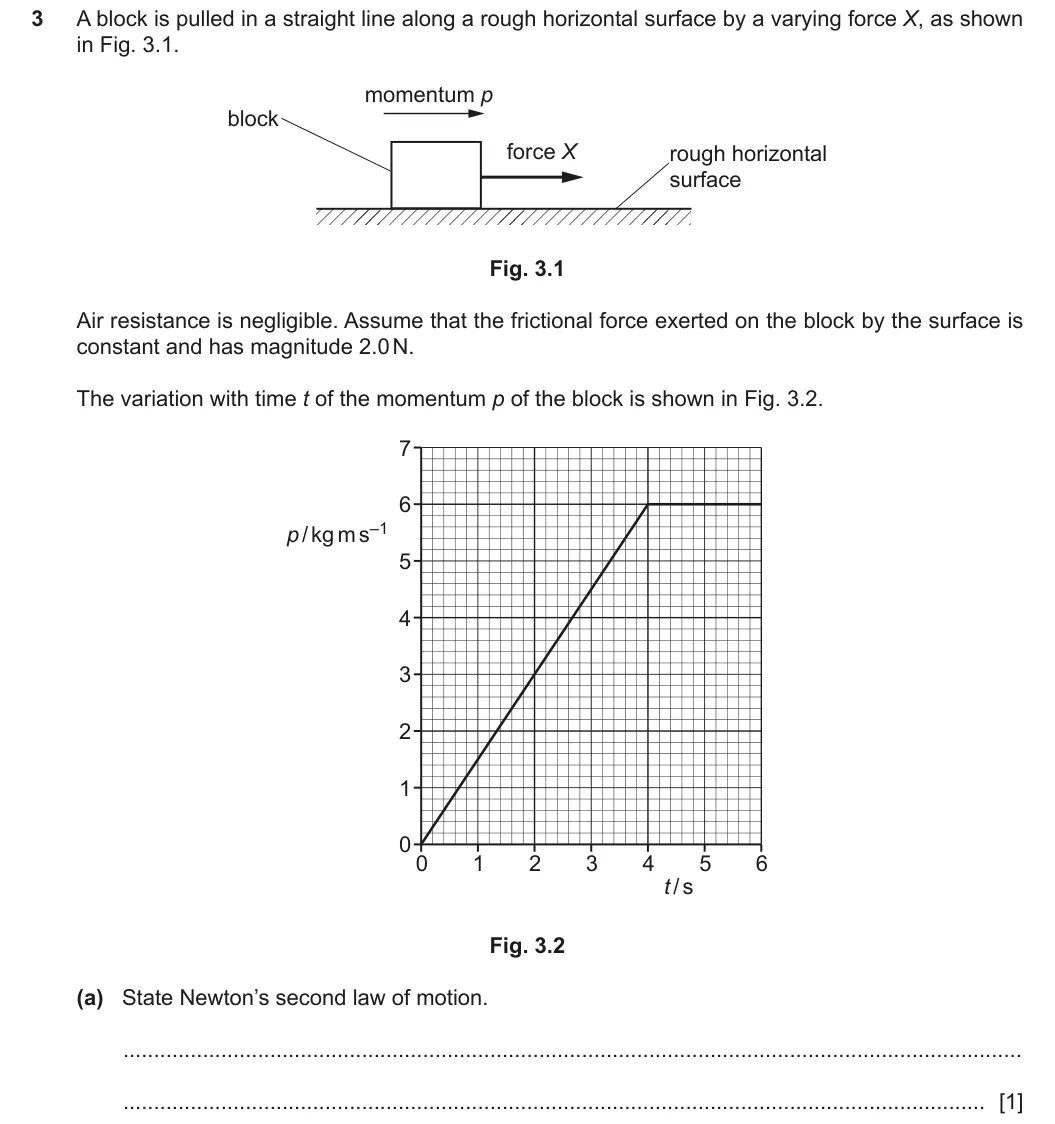 3 A block is pulled in a straight line along a rough horizontal surface by a varying force X, as shown
in Fig. 3.1.
momentum p
block
force X
rough horizontal
surface
Fig. 3.1
Air resistance is negligible. Assume that the frictional force exerted on the block by the surface is
constant and has magnitude 2.0 N.
The variation with time t of the momentum p of the block is shown in Fig. 3.2.
7
6
p / kg m s⁻¹
5
4
3
2
1
0
0 1 2 3 4 5 6
t / s
Fig. 3.2
(a) State Newton's second law of motion.
..........................................................................................
.......................................................................................... [1]